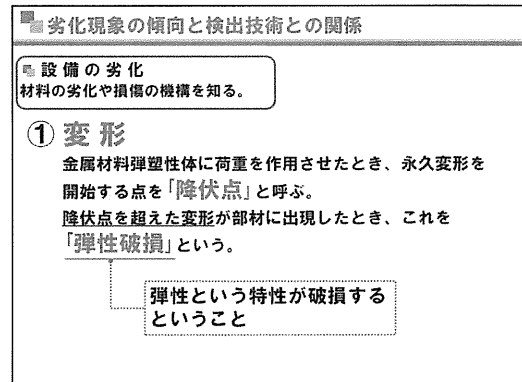 劣化現象の傾向と検出技術との関係
設備の劣化
材料の劣化や損傷の機構を知る。
① 変形
金属材料弾塑性体に荷重を作用させたとき、永久変形を
開始する点を「降伏点」と呼ぶ。
降伏点を超えた変形が部材に出現したとき、これを
「弾性破損」という。
弾性という特性が破損する
ということ